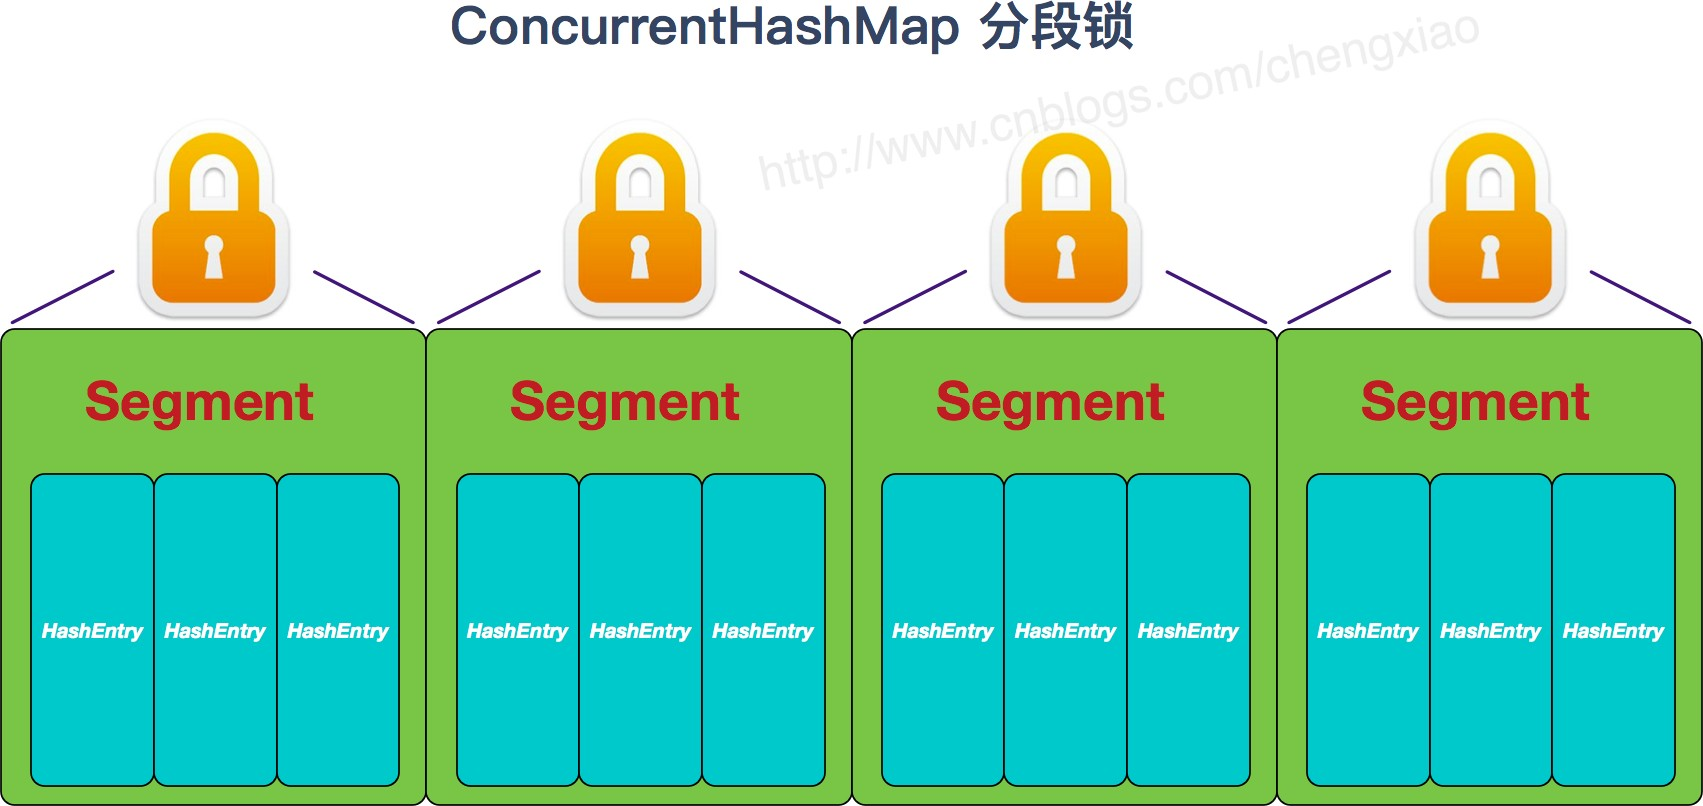 ConcurrentHashMap 分段锁
http://www.cnblogs.com/chengxiao
Segment Segment Segment Segment
HashEntry HashEntry HashEntry HashEntry HashEntry HashEntry HashEntry HashEntry HashEntry HashEntry HashEntry HashEntry